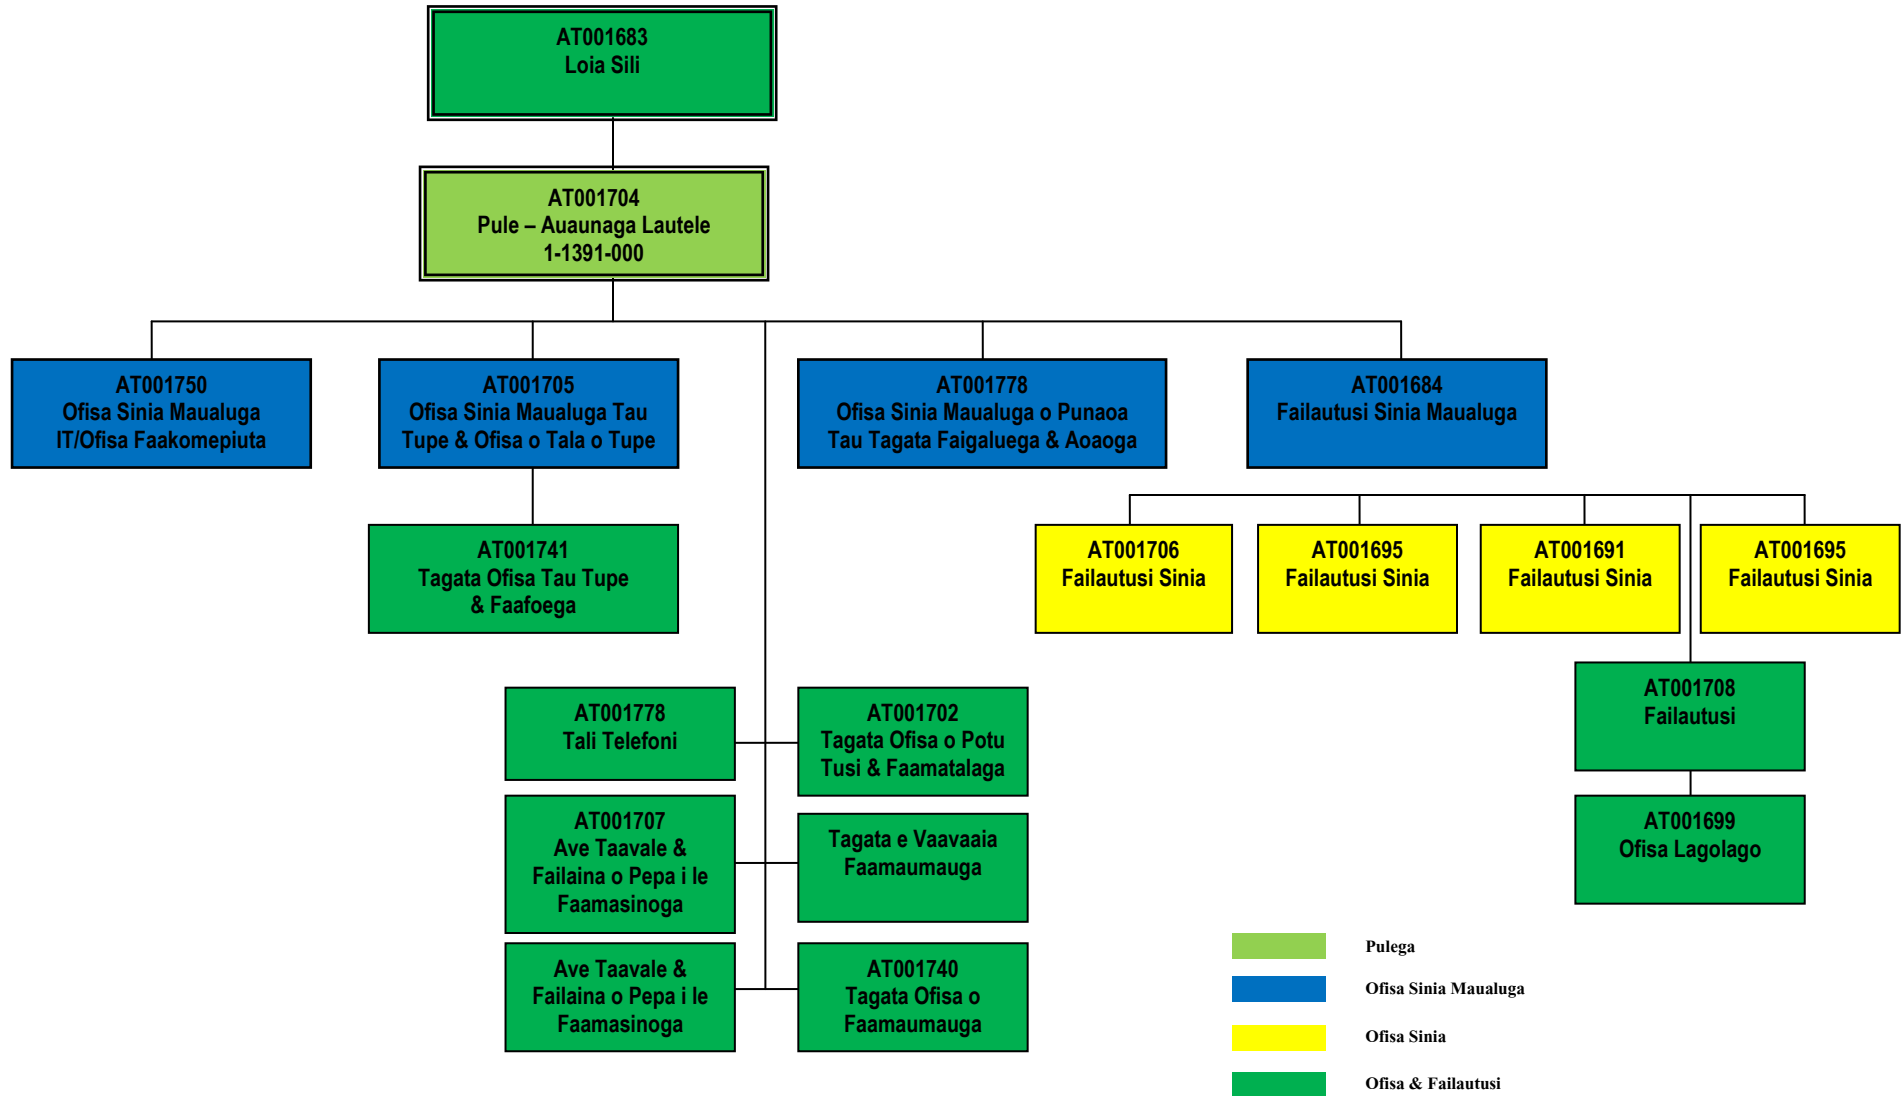 AT001683
Loia Sili
AT001704
Pule – Auaunaga Lautele
1-1391-000
AT001750
Ofisa Sinia Maualuga
IT/Ofisa Faakomepiuta
AT001705
Ofisa Sinia Maualuga Tau
Tupe & Ofisa o Tala o Tupe
AT001778
Ofisa Sinia Maualuga o Punaoa
Tau Tagata Faigaluega & Aoaoga
AT001684
Failautusi Sinia Maualuga
AT001741
Tagata Ofisa Tau Tupe
& Faafoega
AT001706
Failautusi Sinia
AT001695
Failautusi Sinia
AT001691
Failautusi Sinia
AT001695
Failautusi Sinia
AT001778
Tali Telefoni
AT001702
Tagata Ofisa o Potu
Tusi & Faamatalaga
AT001708
Failautusi
AT001707
Ave Taavale &
Failaina o Pepa i le
Faamasinoga
Tagata e Vaavaaia
Faamaumauga
AT001699
Ofisa Lagolago
Ave Taavale &
Failaina o Pepa i le
Faamasinoga
AT001740
Tagata Ofisa o
Faamaumauga
Pulega
Ofisa Sinia Maualuga
Ofisa Sinia
Ofisa & Failautusi